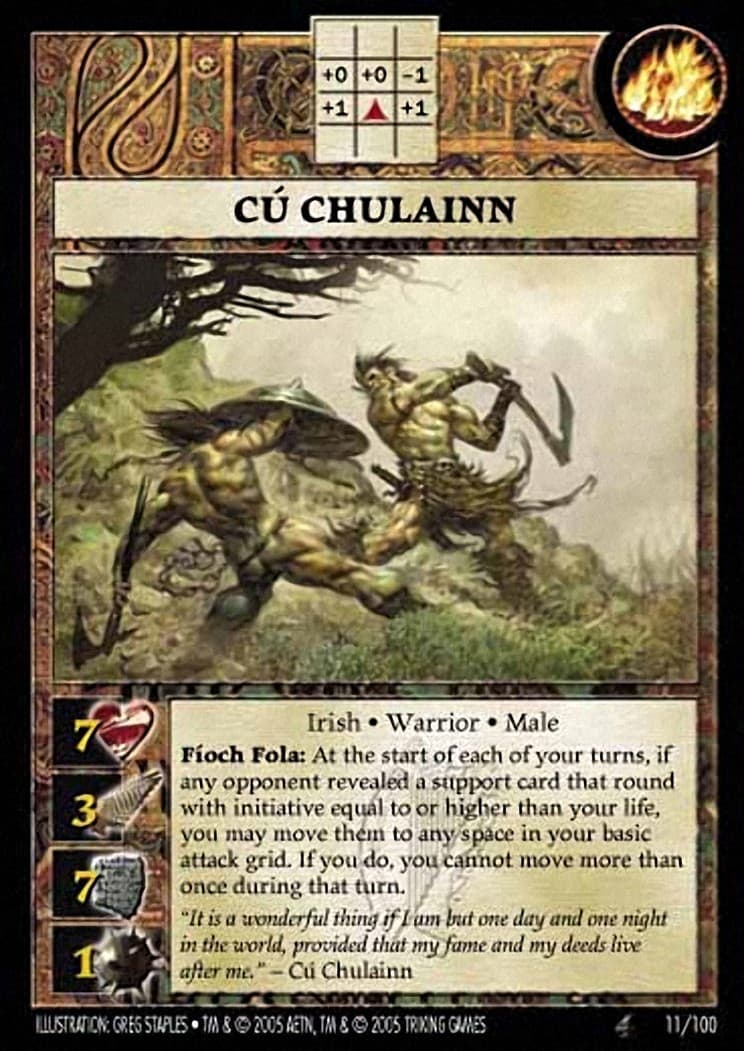 +0 +0 -1
+1 +1
CÚ CHULAINN
7
3
7
1
Irish • Warrior • Male
Fíoch Fola: At the start of each of your turns, if
any opponent revealed a support card that round
with initiative equal to or higher than your life,
you may move them to any space in your basic
attack grid. If you do, you cannot move more than
once during that turn.
"It is a wonderful thing if I am but one day and one night
in the world, provided that my fame and my deeds live
after me." – Cú Chulainn
ILLUSTRATION: GREG STAPLES • TM & © 2005 AETN, TM & © 2005 TRIKING GAMES
11/100